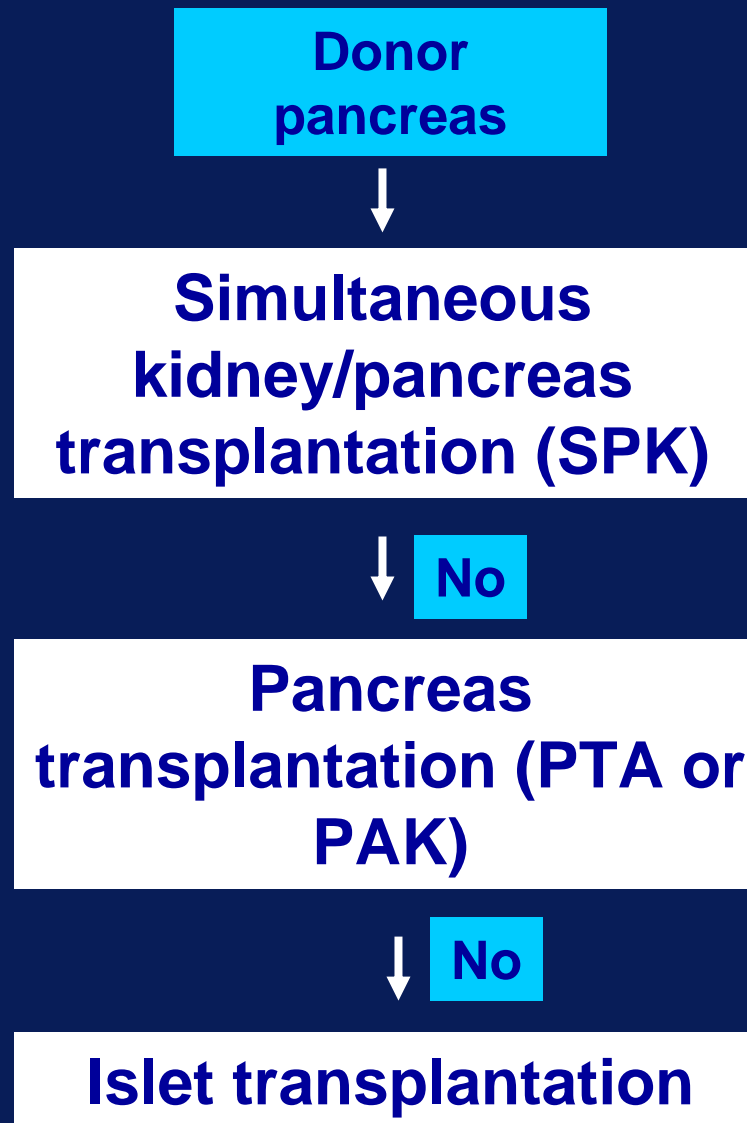 Donor
pancreas
Simultaneous
kidney/pancreas
transplantation (SPK)
No
Pancreas
transplantation (PTA or
PAK)
No
Islet transplantation